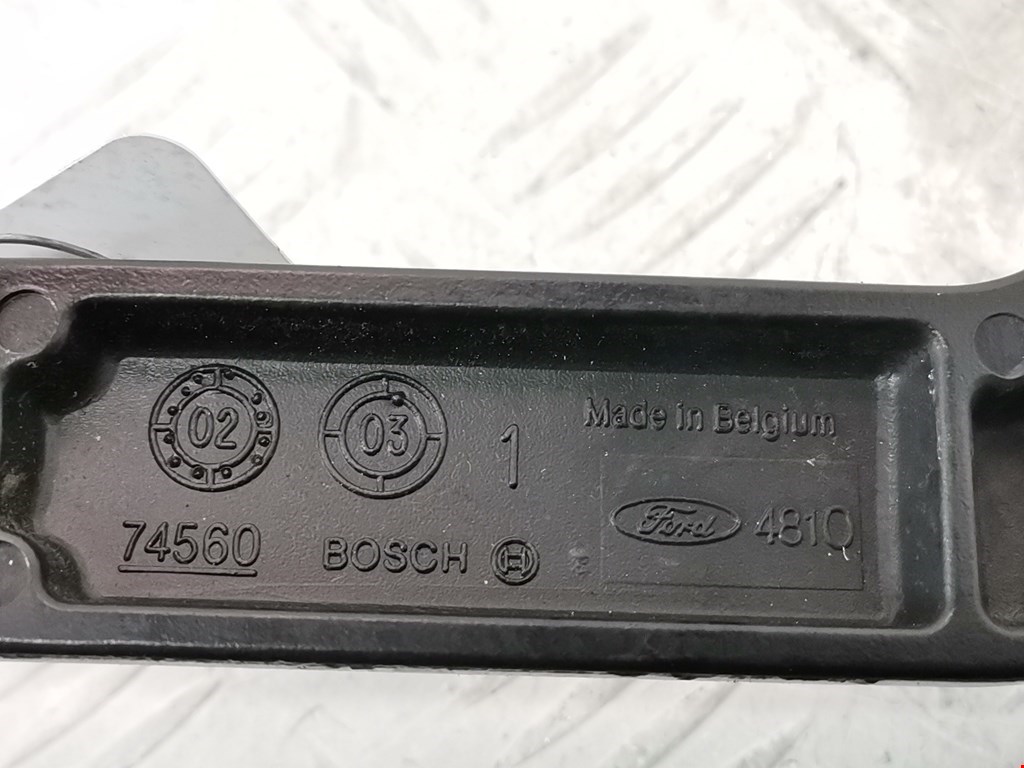 02 03 1 Made in Belgium
Ford 4810
74560 BOSCH